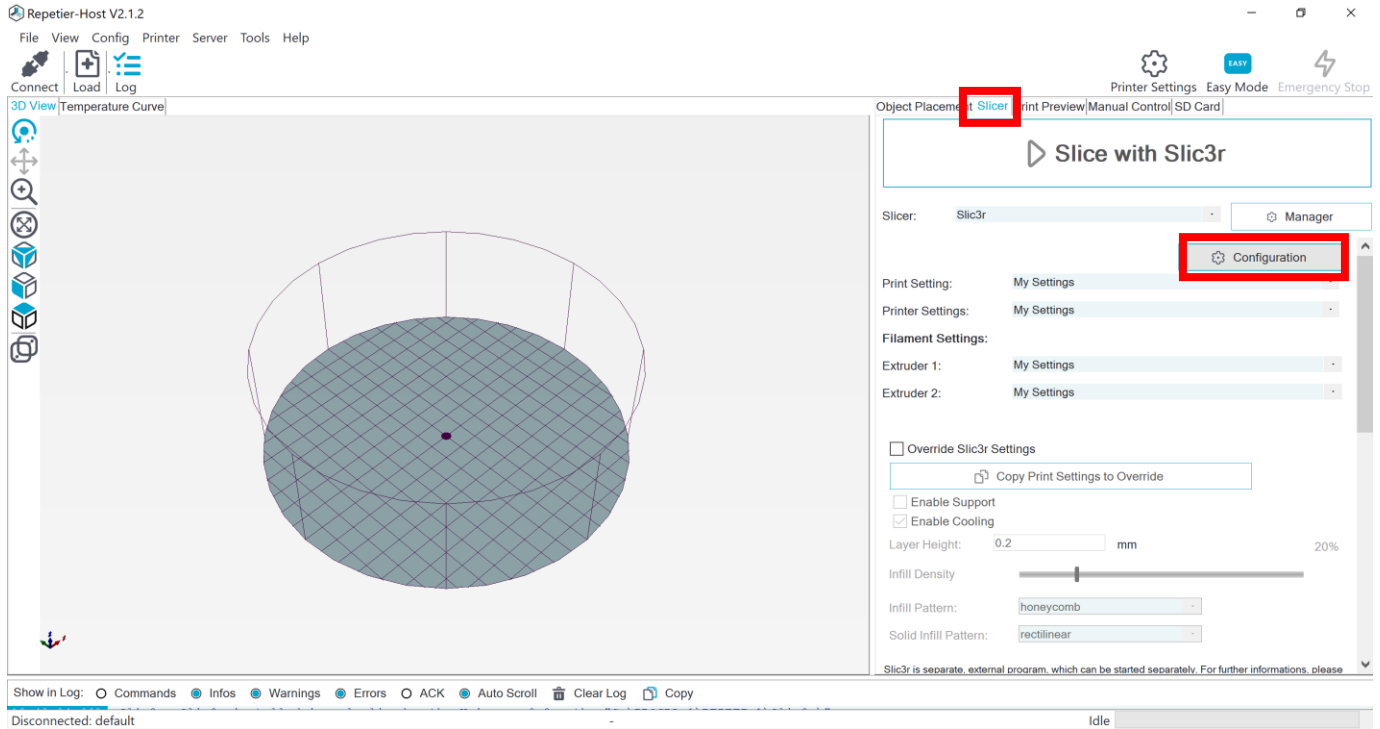 Repetier-Host V2.1.2
File View Config Printer Server Tools Help
Connect Load Log
Printer Settings Easy Mode Emergency Stop
EASY
3D View Temperature Curve
Object Placement Slicer Print Preview Manual Control SD Card
Slice with Slic3r
Slicer: Slic3r Manager
Configuration
Print Setting: My Settings
Printer Settings: My Settings
Filament Settings:
Extruder 1: My Settings
Extruder 2: My Settings
Override Slic3r Settings
Copy Print Settings to Override
Enable Support
Enable Cooling
Layer Height: 0.2 mm 20%
Infill Density
Infill Pattern: honeycomb
Solid Infill Pattern: rectilinear
Slic3r is separate, external program, which can be started separately. For further informations, please
Show in Log: Commands Infos Warnings Errors ACK Auto Scroll Clear Log Copy
Disconnected: default - Idle